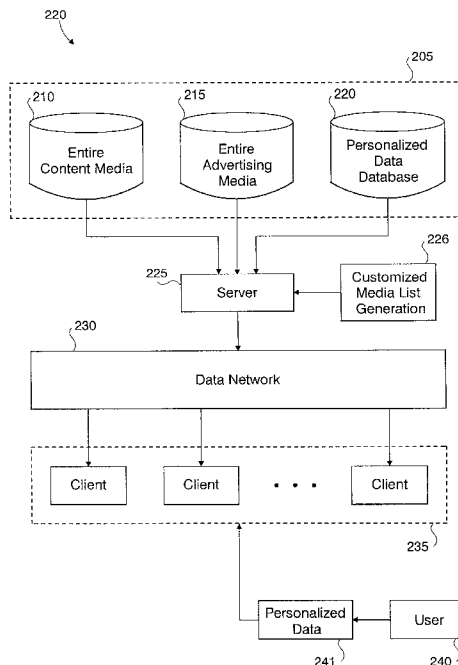 220
205
210
215
220
Entire
Content Media
Entire
Advertising
Media
Personalized
Data
Database
226
225
Server
Customized
Media List
Generation
230
Data Network
Client
Client
. . .
Client
235
Personalized
Data
User
241
240